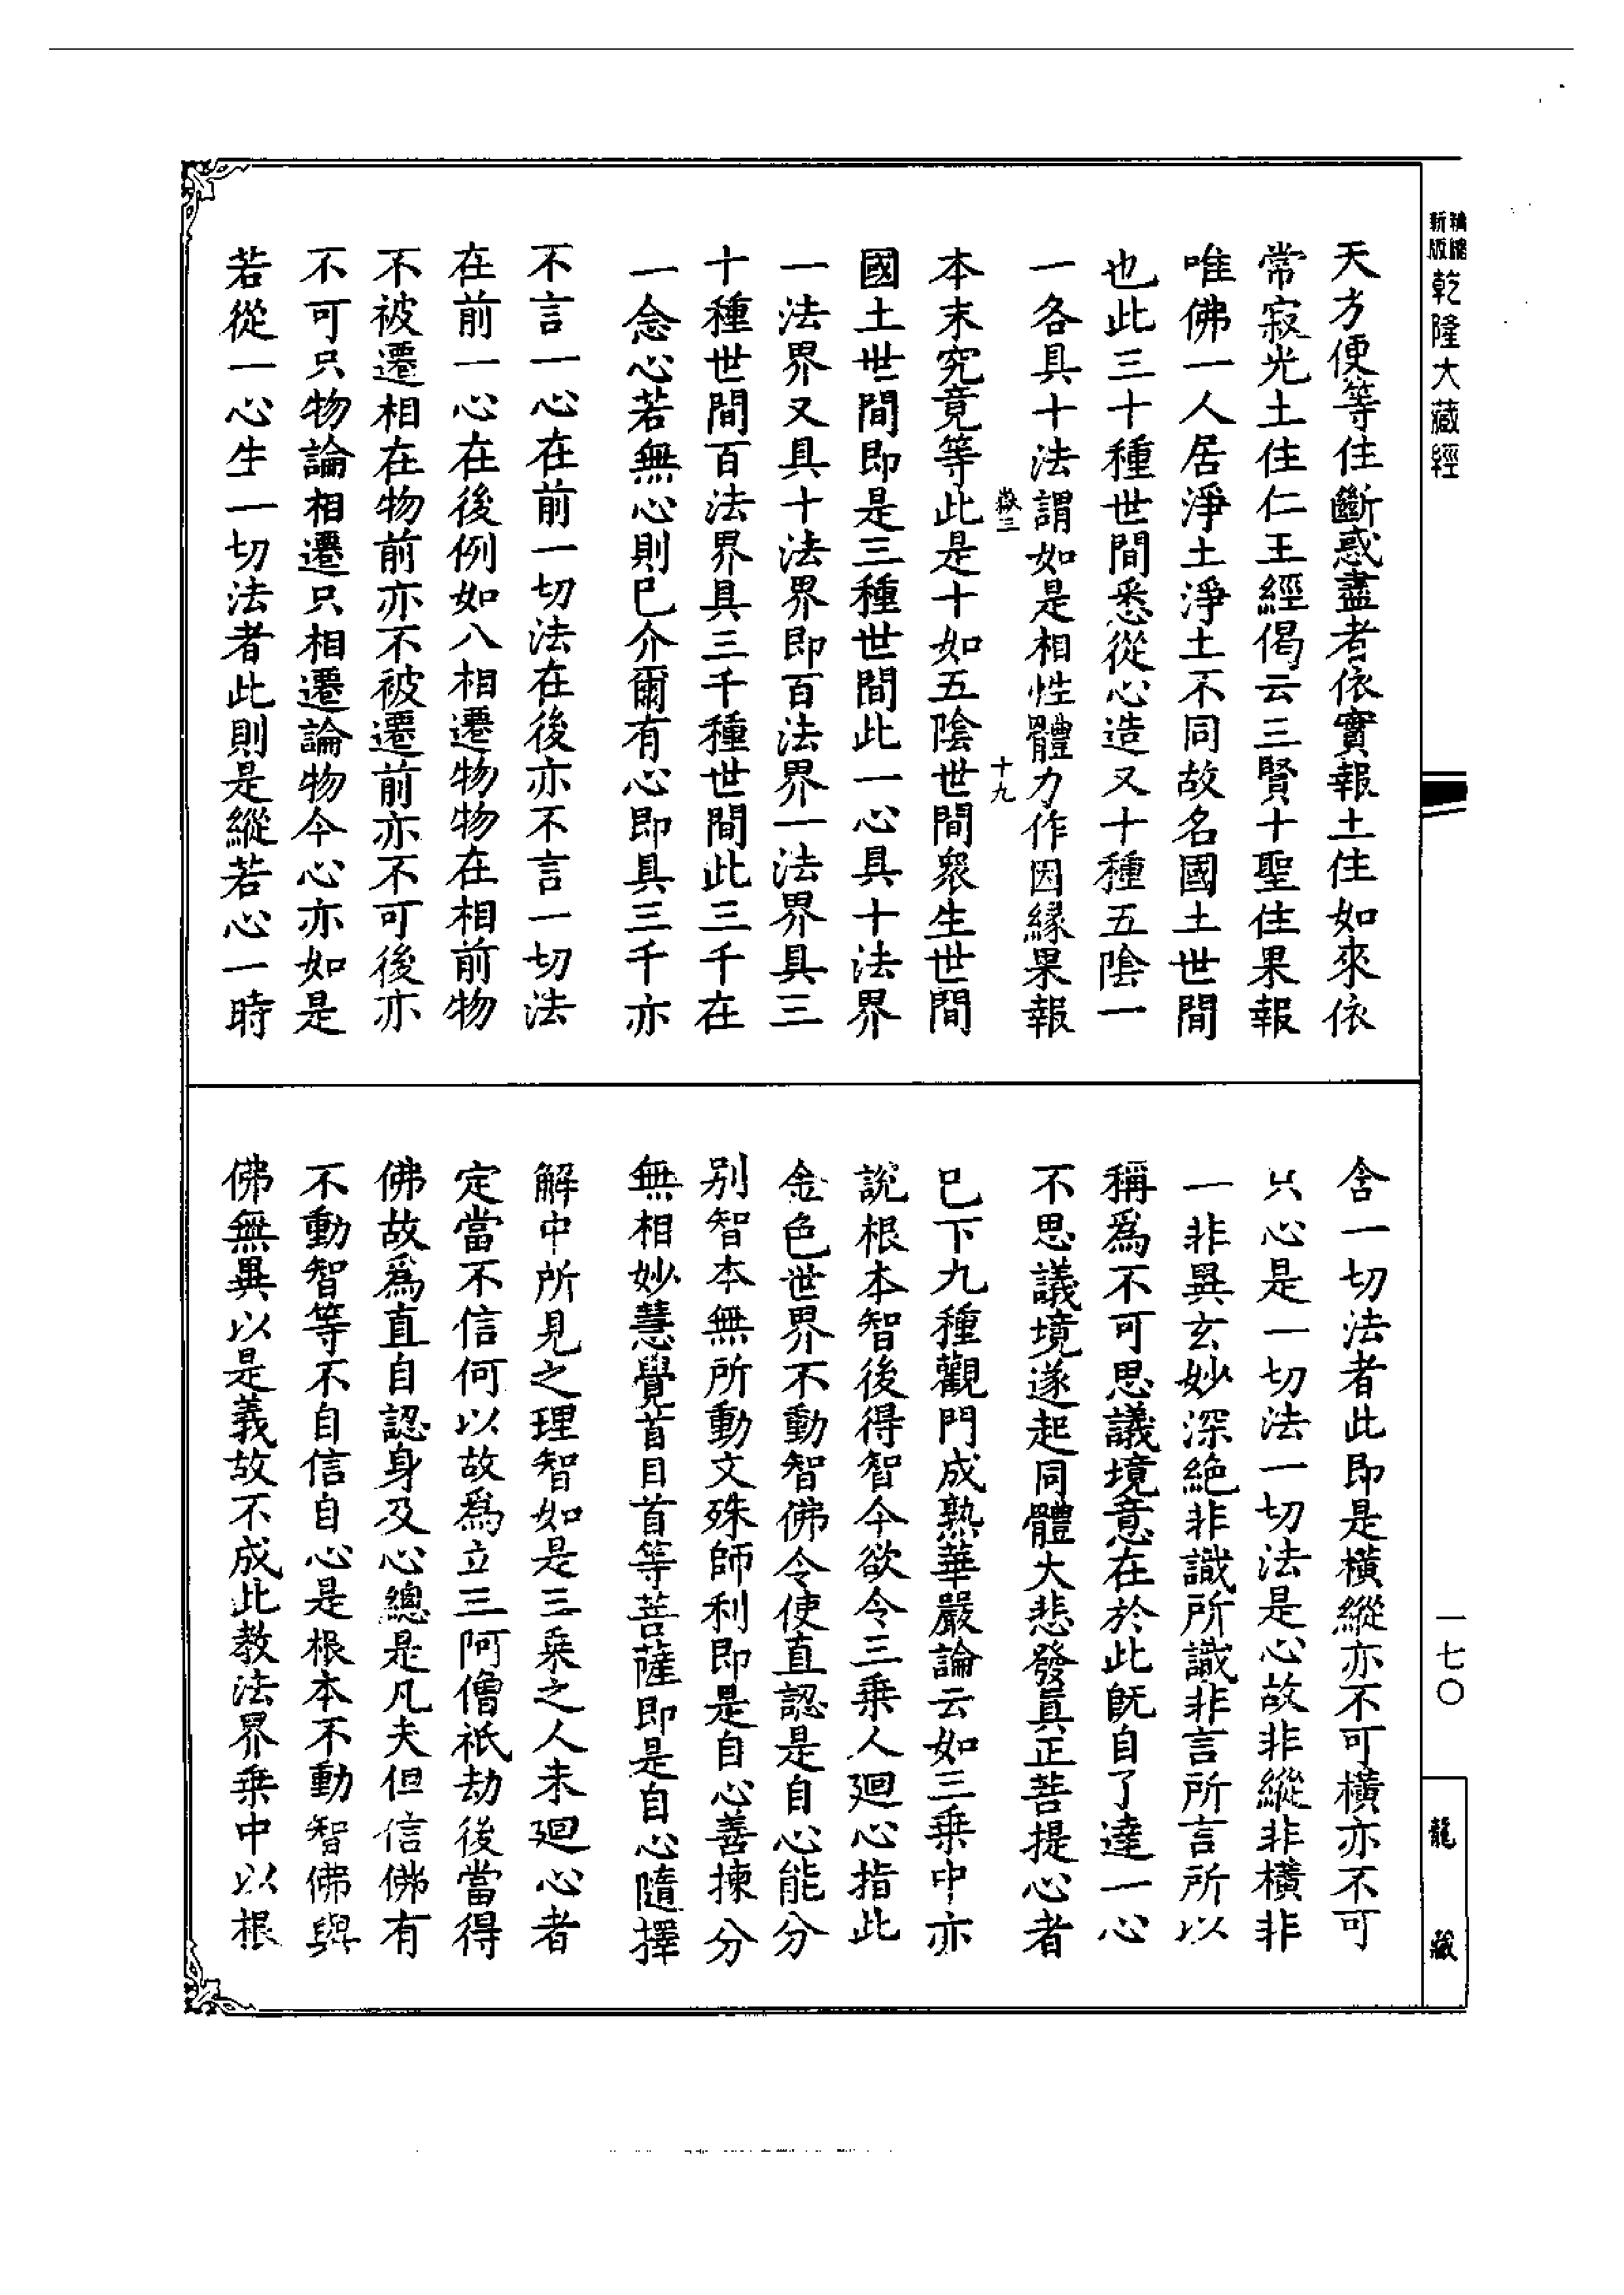 精縮
新版
乾隆大藏經
天方便等住斷惑盡者依實報土住如來依
常寂光土住仁王經偈云三賢十聖住果報
唯佛一人居淨土淨土不同故名國土世間
也此三十種世間悉從心造又十種五陰一
一各具十法謂如是相性體力作因緣果報
十九
本末究竟等此是十如五陰世間衆生世間
國土世間即是三種世間此一心具十法界
一法界又具十法界即百法界一法界具三
十種世間百法界具三千種世間此三千在
一念心若無心則已介爾有心即具三千亦
不言一心在前一切法在後亦不言一切法
在前一心在後例如八相遷物物在相前物
不被遷相在物前亦不被遷前亦不可後亦
不可只物論相遷只相遷論物今心亦如是
若從一心生一切法者此則是縱若心一時
含一切法者此即是橫縱亦不可橫亦不可
只心是一切法一切法是心故非縱非橫非
一非異玄妙深絶非識所識非言所言所以
稱爲不可思議境意在於此旣自了達一心
不思議境遂起同體大悲發眞正菩提心者
已下九種觀門成熟華嚴論云如三乗中亦
說根本智後得智今欲令三乗人廻心指此
金色世界不動智佛令使直認是自心能分
別智本無所動文殊師利即是自心善揀分
無相妙慧覺首目首等菩薩即是自心隨擇
解中所見之理智如是三乗之人未廻心者
定當不信何以故爲立三阿僧祇劫後當得
佛故爲直自認身及心總是凡夫但信佛有
不動智等不自信自心是根本不動智佛與
佛無異以是義故不成此教法界乗中以根
一七〇
龍藏